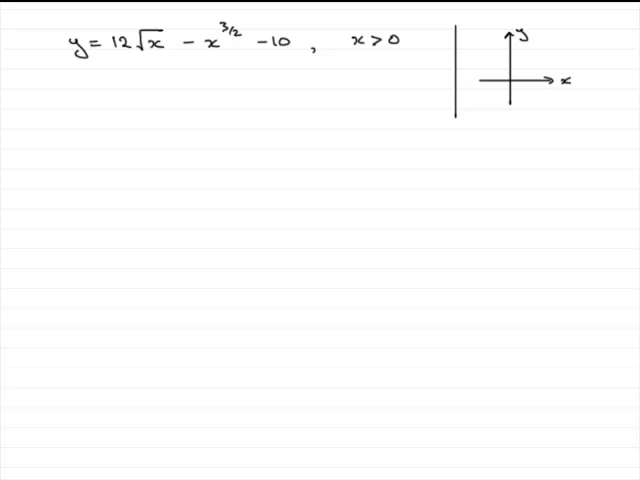 y = 12√x - x^{3/2} - 10 , x > 0
y
x